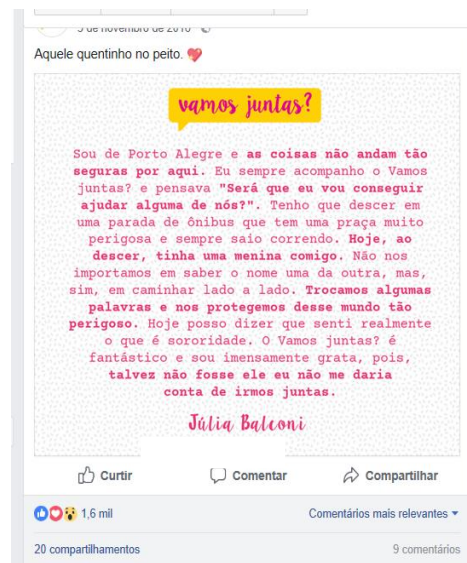 Aquele quentinho no peito.
vamos juntas?
Sou de Porto Alegre e as coisas não andam tão
seguras por aqui. Eu sempre acompanho o Vamos
juntas? e pensava "Será que eu vou conseguir
ajudar alguma de nós?". Tenho que descer em
uma parada de ônibus que tem uma praça muito
perigosa e sempre saio correndo. Hoje, ao
descer, tinha uma menina comigo. Não nos
importamos em saber o nome uma da outra, mas,
sim, em caminhar lado a lado. Trocamos algumas
palavras e nos protegemos desse mundo tão
perigoso. Hoje posso dizer que senti realmente
o que é sororidade. O Vamos juntas? é
fantástico e sou imensamente grata, pois,
talvez não fosse ele eu não me daria
conta de irmos juntas.
Júlia Balconi
Curtir Comentar Compartilhar
1,6 mil Comentários mais relevantes
20 compartilhamentos 9 comentários